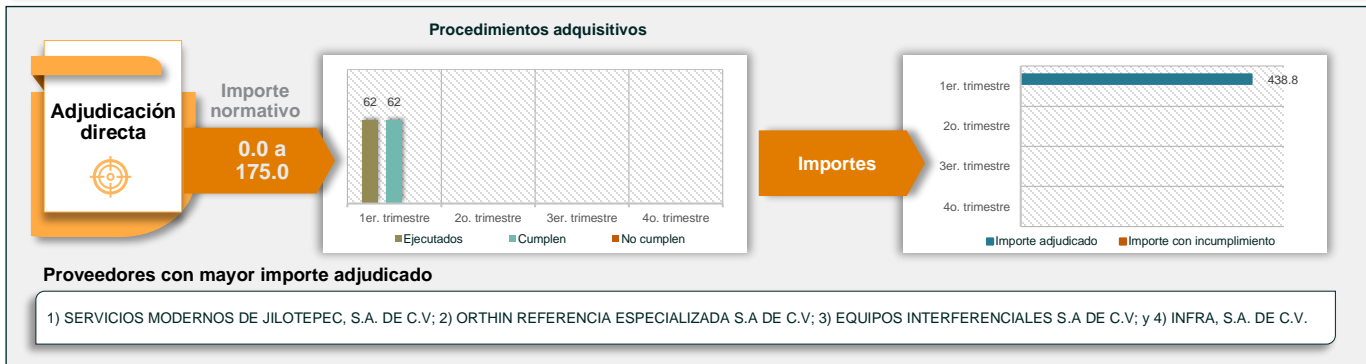 Procedimientos adquisitivos
Adjudicación
directa
Importe
normativo
0.0 a
175.0
62 62
1er. trimestre 2o. trimestre 3er. trimestre 4o. trimestre
Ejecutados Cumplen No cumplen
Importes
1er. trimestre 438.8
2o. trimestre
3er. trimestre
4o. trimestre
Importe adjudicado Importe con incumplimiento
Proveedores con mayor importe adjudicado
1) SERVICIOS MODERNOS DE JILOTEPEC, S.A. DE C.V; 2) ORTHIN REFERENCIA ESPECIALIZADA S.A DE C.V; 3) EQUIPOS INTERFERENCIALES S.A DE C.V; y 4) INFRA, S.A. DE C.V.